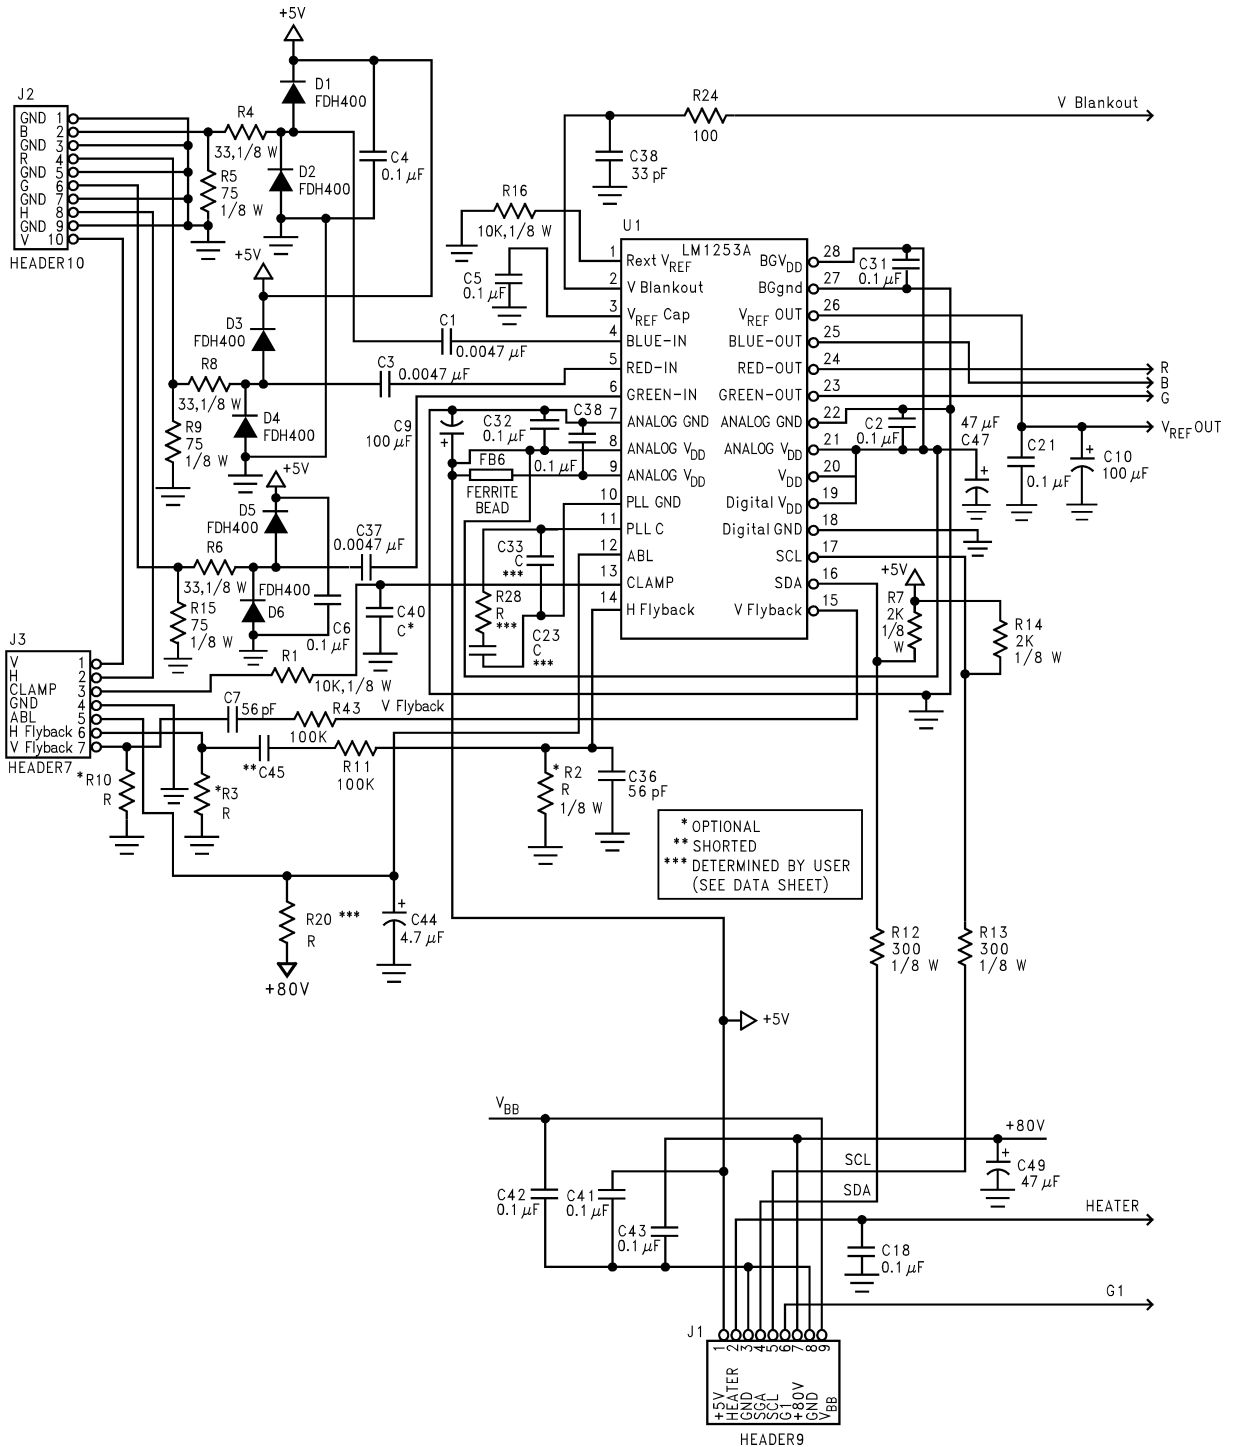 +5V
D1
FDH400
J2
GND 1
B 2
GND 3
R 4
GND 5
G 6
GND 7
H 8
GND 9
V 10
HEADER10
R4
33,1/8 W
R5
75
1/8 W
D2
FDH400
C4
0.1 μF
+5V
D3
FDH400
R8
33,1/8 W
R9
75
1/8 W
D4
FDH400
+5V
D5
FDH400
R6
33,1/8 W
R15
75
1/8 W
FDH400
D6
C6
0.1 μF
C37
0.0047 μF
C1
0.0047 μF
C3
0.0047 μF
R24
100
V Blankout
C38
33 pF
R16
10K,1/8 W
C5
0.1 μF
U1
LM1253A
1 Rext VREF
2 V Blankout
3 VREF Cap
4 BLUE-IN
5 RED-IN
6 GREEN-IN
7 ANALOG GND
8 ANALOG VDD
9 ANALOG VDD
10 PLL GND
11 PLL C
12 ABL
13 CLAMP
14 H Flyback
BGVDD 28
BGgnd 27
VREF OUT 26
BLUE-OUT 25
RED-OUT 24
GREEN-OUT 23
ANALOG GND 22
ANALOG VDD 21
VDD 20
Digital VDD 19
Digital GND 18
SCL 17
SDA 16
V Flyback 15
C31
0.1 μF
R
B
G
C2
0.1 μF
47 μF
C47
VREF OUT
C21
0.1 μF
C10
100 μF
C9
100 μF
+
C32
0.1 μF
C38
0.1 μF
FB6
FERRITE
BEAD
+
+
C33
C
***
R28
R
***
C23
C
***
C40
C*
+5V
R7
2K
1/8
W
R14
2K
1/8 W
J3
V 1
H 2
CLAMP 3
GND 4
ABL 5
H Flyback 6
V Flyback 7
HEADER7
R1
10K,1/8 W
C7
56 pF
R43
100K
V Flyback
**C45
R11
100K
*R10
R
*R3
R
*R2
R
1/8 W
C36
56 pF
* OPTIONAL
** SHORTED
*** DETERMINED BY USER
(SEE DATA SHEET)
R20 ***
R
+80V
+
C44
4.7 μF
R12
300
1/8 W
R13
300
1/8 W
+5V
VBB
+80V
+
C49
47 μF
SCL
SDA
C42
0.1 μF
C41
0.1 μF
C43
0.1 μF
HEATER
C18
0.1 μF
G1
J1
1 2 3 4 5 6 7 8 9
+5V
HEATER
GND
SGA
SCL
G1
+80V
GND
VBB
HEADER9